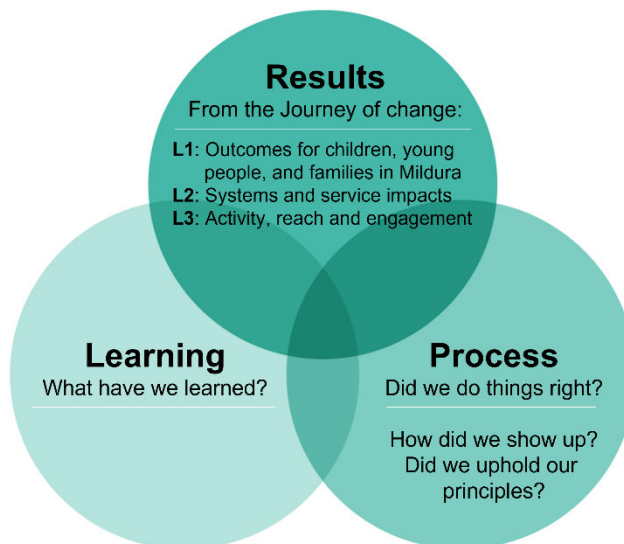 Results
From the Journey of change:
L1: Outcomes for children, young
people, and families in Mildura
L2: Systems and service impacts
L3: Activity, reach and engagement
Learning
What have we learned?
Process
Did we do things right?
How did we show up?
Did we uphold our
principles?